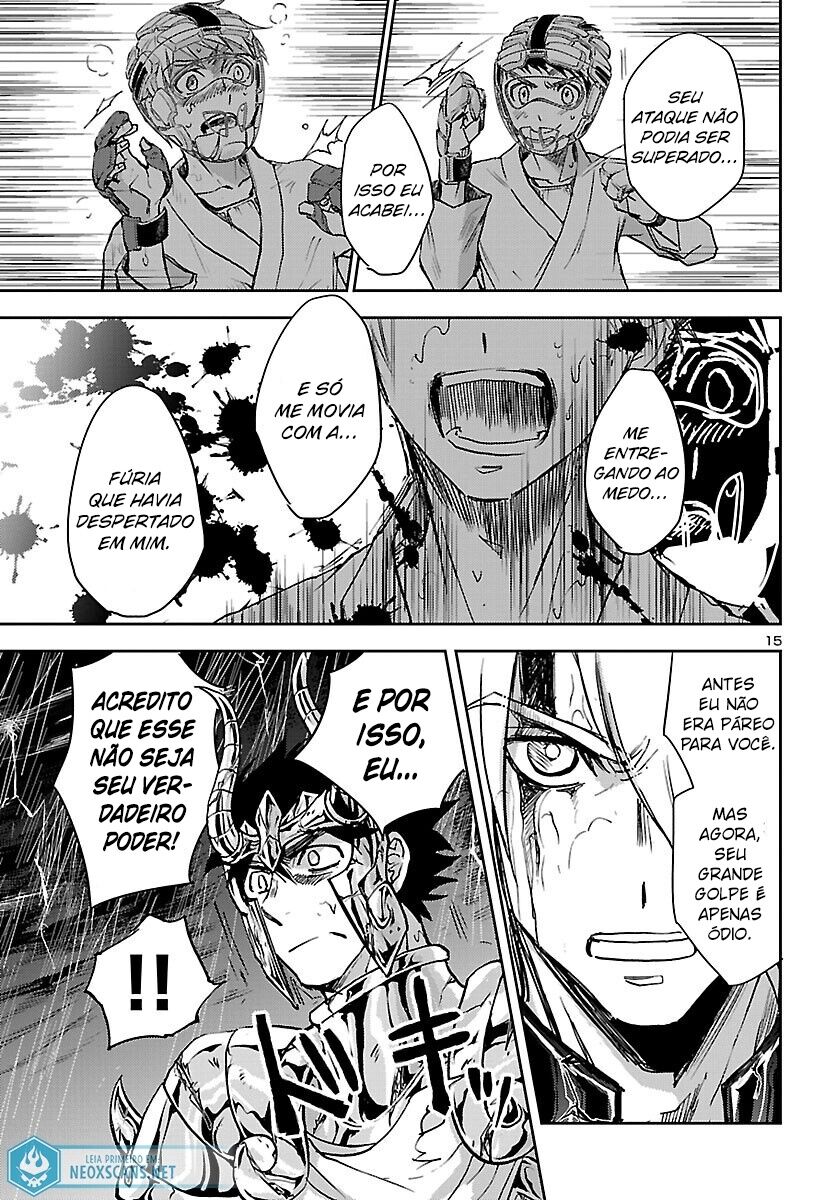 SEU
ATAQUE NÃO
PODIA SER
SUPERADO...
POR
ISSO EU
ACABEI...
ME
ENTRE-
GANDO AO
MEDO...
E SÓ
ME MOVIA
COM A...
FÚRIA
QUE HAVIA
DESPERTADO
EM MIM.
15
ANTES
EU NÃO
ERA PÁREO
PARA VOCÊ.
MAS
AGORA,
SEU GRANDE
GOLPE É
APENAS
ÓDIO.
E POR
ISSO,
EU...
ACREDITO
QUE ESSE
NÃO SEJA
SEU VER-
DADEIRO
PODER!
!!
ドキッ
LEIA PRIMEIRO EM:
NEOXSCANS.NET